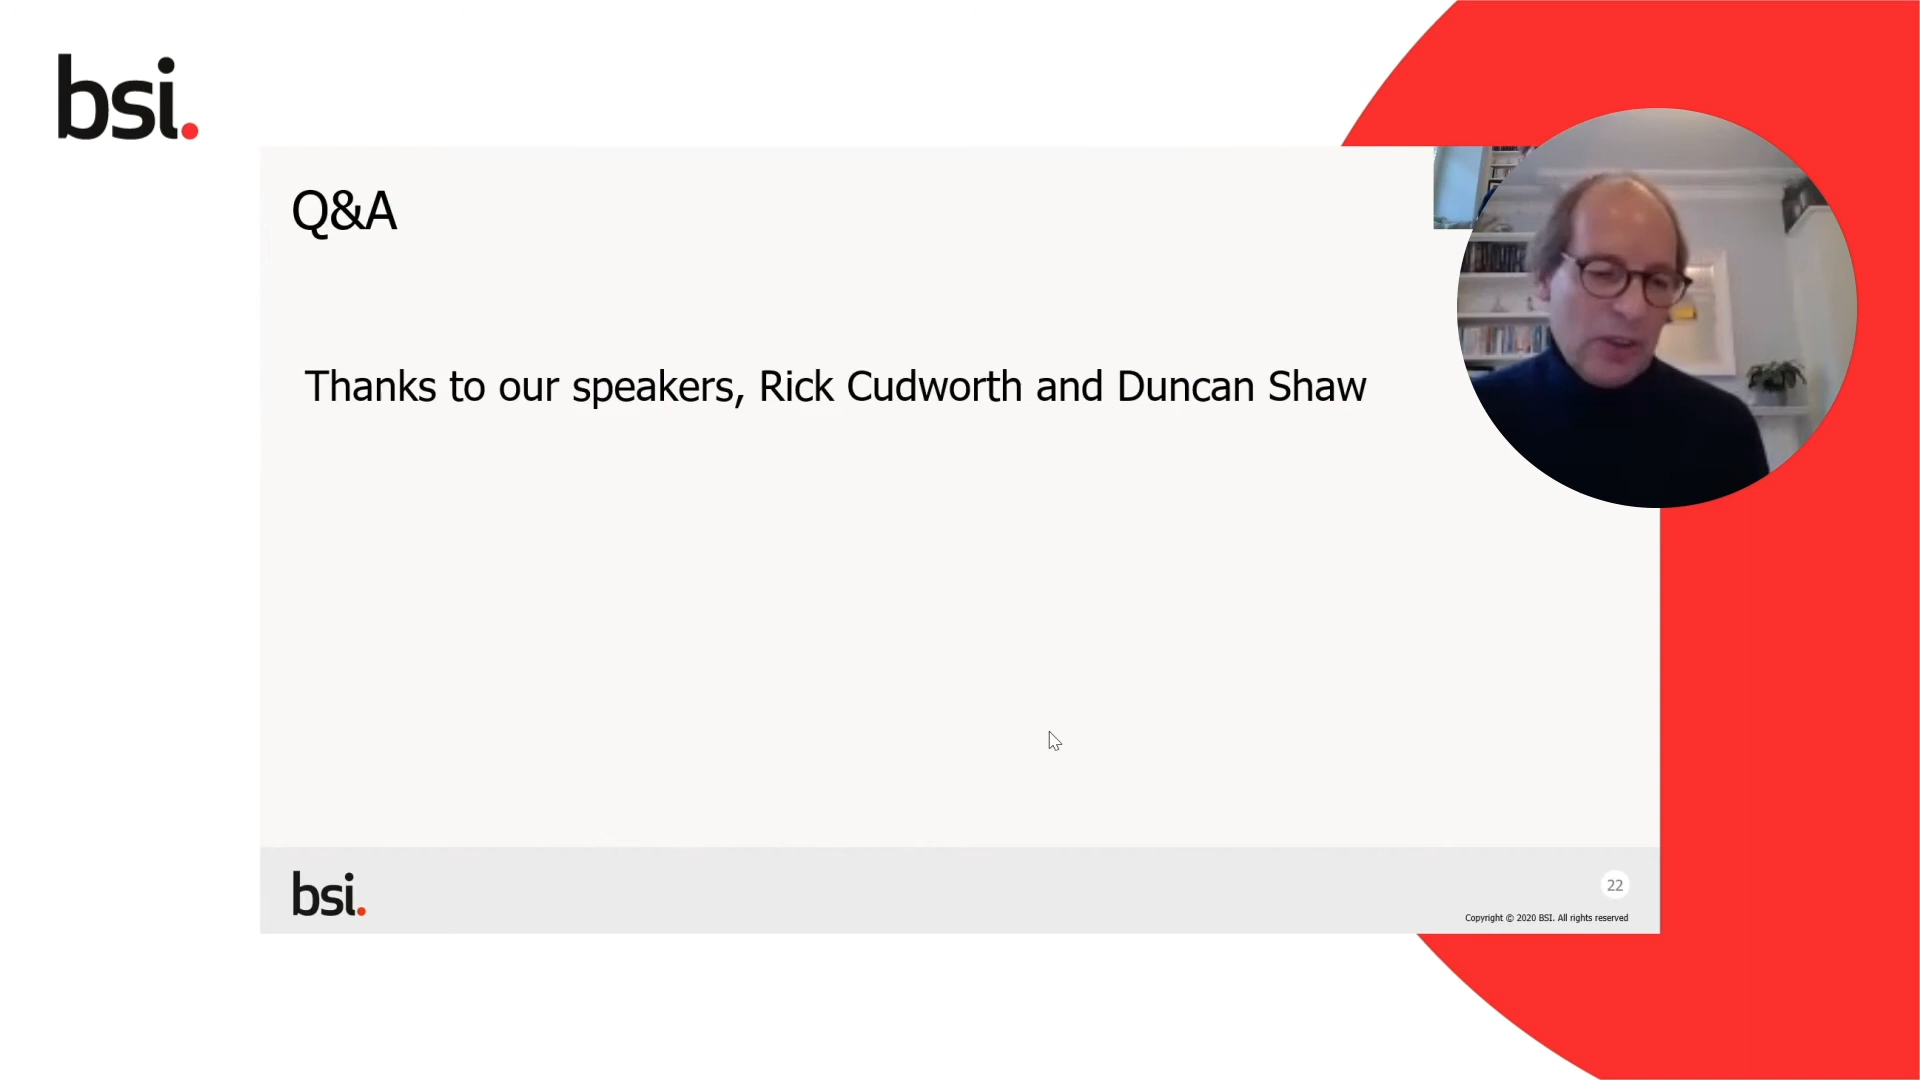 bsi.
Q&A
Thanks to our speakers, Rick Cudworth and Duncan Shaw
bsi.
22
Copyright © 2020 BSI. All rights reserved